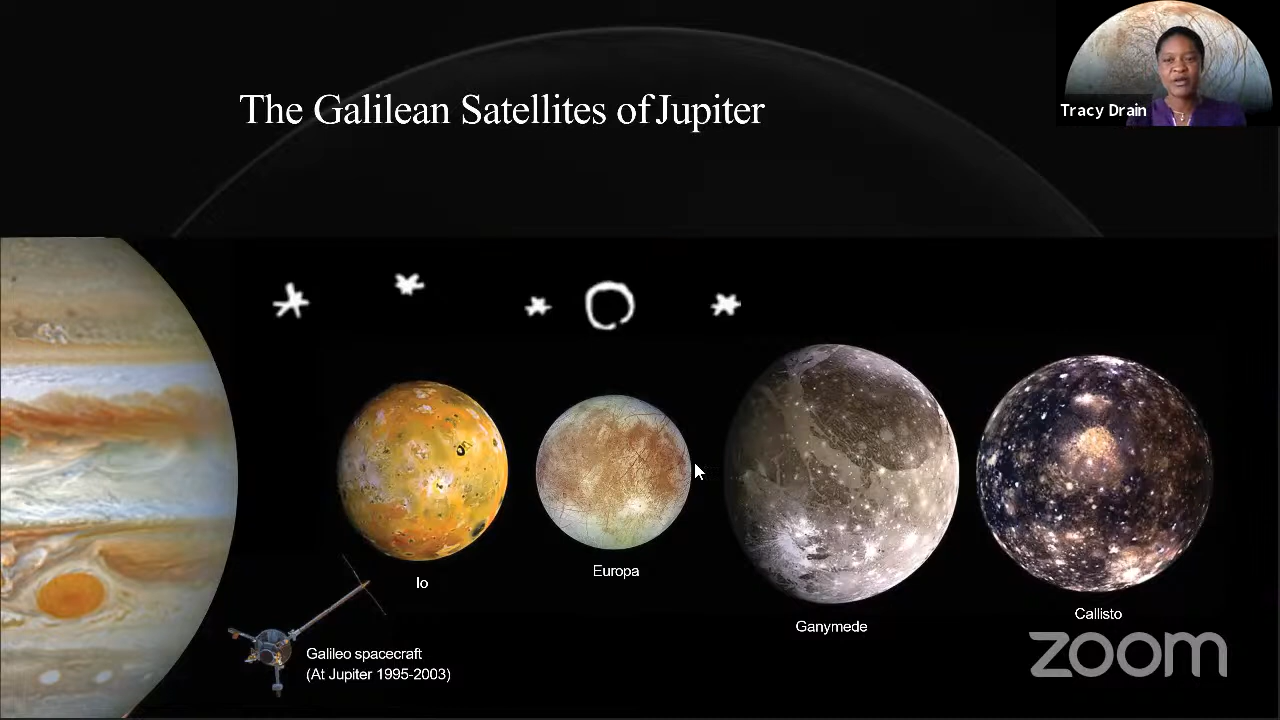 The Galilean Satellites of Jupiter
Tracy Drain
Io
Europa
Ganymede
Callisto
Galileo spacecraft
(At Jupiter 1995-2003)
zoom